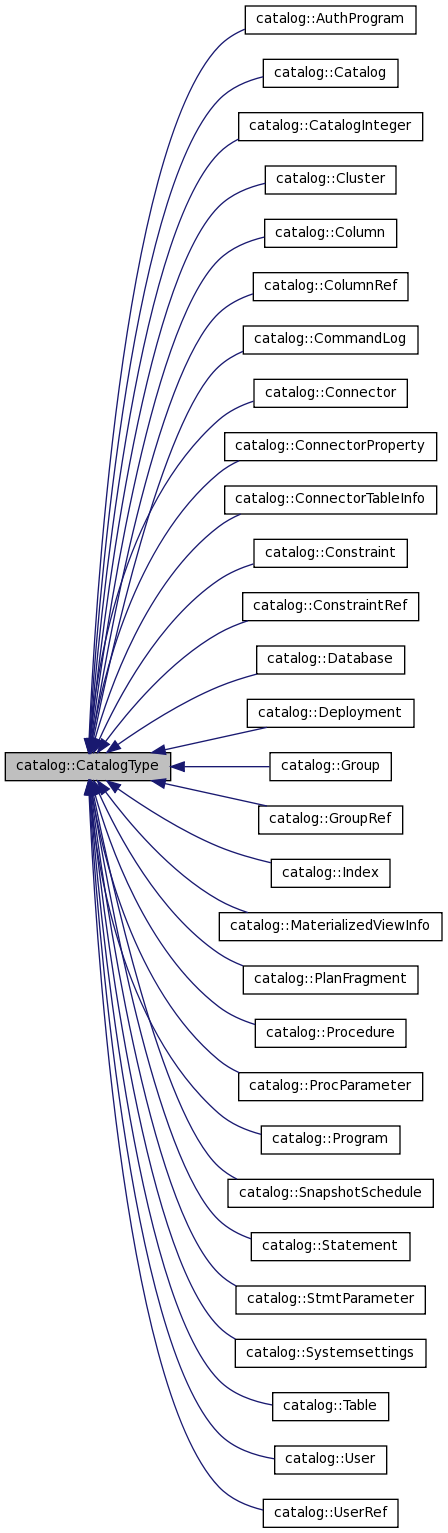 catalog::AuthProgram
catalog::Catalog
catalog::CatalogInteger
catalog::Cluster
catalog::Column
catalog::ColumnRef
catalog::CommandLog
catalog::Connector
catalog::ConnectorProperty
catalog::ConnectorTableInfo
catalog::Constraint
catalog::ConstraintRef
catalog::Database
catalog::Deployment
catalog::CatalogType
catalog::Group
catalog::GroupRef
catalog::Index
catalog::MaterializedViewInfo
catalog::PlanFragment
catalog::Procedure
catalog::ProcParameter
catalog::Program
catalog::SnapshotSchedule
catalog::Statement
catalog::StmtParameter
catalog::Systemsettings
catalog::Table
catalog::User
catalog::UserRef